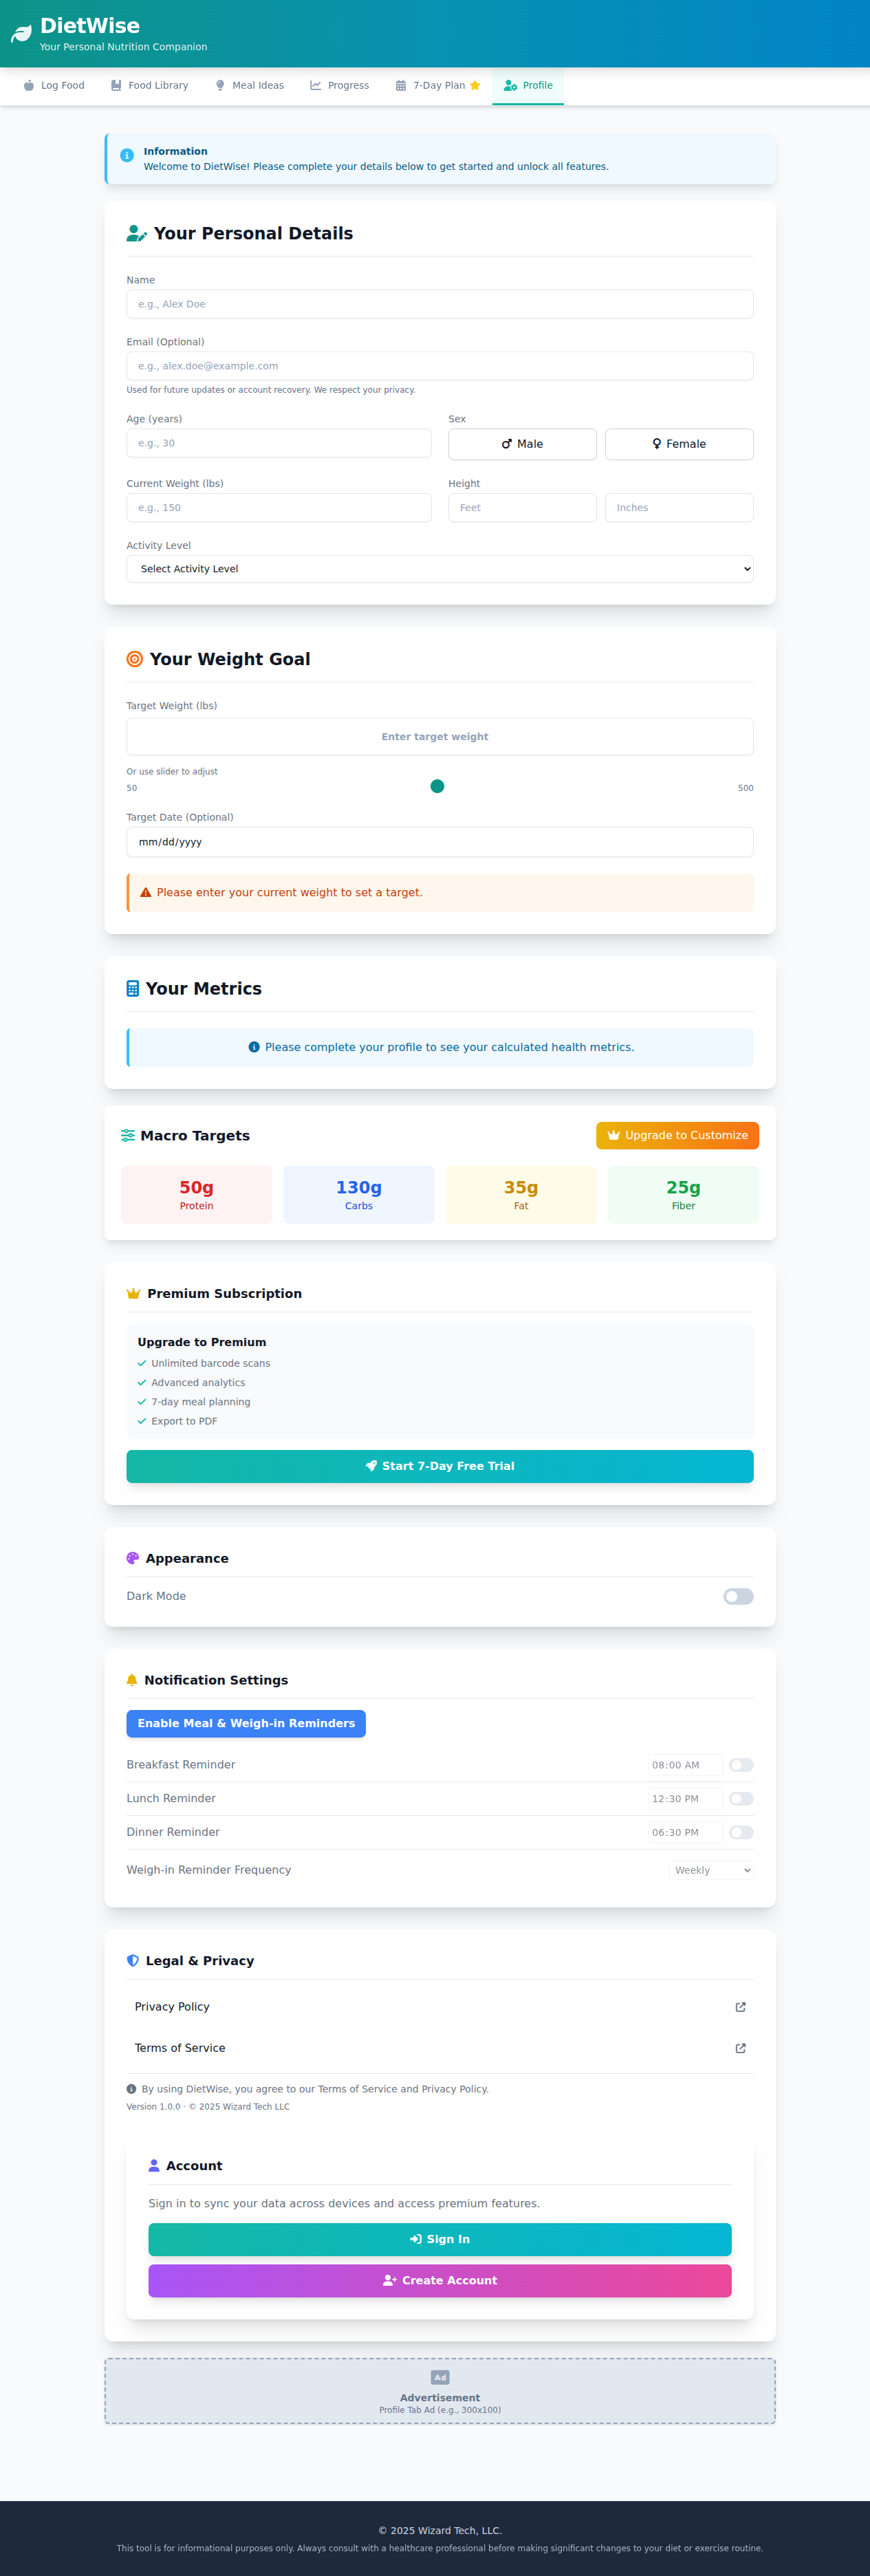 DietWise
Your Personal Nutrition Companion
Log Food
Food Library
Meal Ideas
Progress
7-Day Plan
Profile
Information
Welcome to DietWise! Please complete your details below to get started and unlock all features.
Your Personal Details
Name
e.g., Alex Doe
Email (Optional)
e.g., alex.doe@example.com
Used for future updates or account recovery. We respect your privacy.
Age (years)
Sex
e.g., 30
Male
Female
Current Weight (lbs)
Height
e.g., 150
Feet
Inches
Activity Level
Select Activity Level
Your Weight Goal
Target Weight (lbs)
Enter target weight
Or use slider to adjust
50
500
Target Date (Optional)
mm/dd/yyyy
Please enter your current weight to set a target.
Your Metrics
Please complete your profile to see your calculated health metrics.
Macro Targets
Upgrade to Customize
50g
Protein
130g
Carbs
35g
Fat
25g
Fiber
Premium Subscription
Upgrade to Premium
Unlimited barcode scans
Advanced analytics
7-day meal planning
Export to PDF
Start 7-Day Free Trial
Appearance
Dark Mode
Notification Settings
Enable Meal & Weigh-in Reminders
Breakfast Reminder
08:00 AM
Lunch Reminder
12:30 PM
Dinner Reminder
06:30 PM
Weigh-in Reminder Frequency
Weekly
Legal & Privacy
Privacy Policy
Terms of Service
By using DietWise, you agree to our Terms of Service and Privacy Policy.
Version 1.0.0 · © 2025 Wizard Tech LLC
Account
Sign in to sync your data across devices and access premium features.
Sign In
Create Account
Ad
Advertisement
Profile Tab Ad (e.g., 300x100)
© 2025 Wizard Tech, LLC.
This tool is for informational purposes only. Always consult with a healthcare professional before making significant changes to your diet or exercise routine.